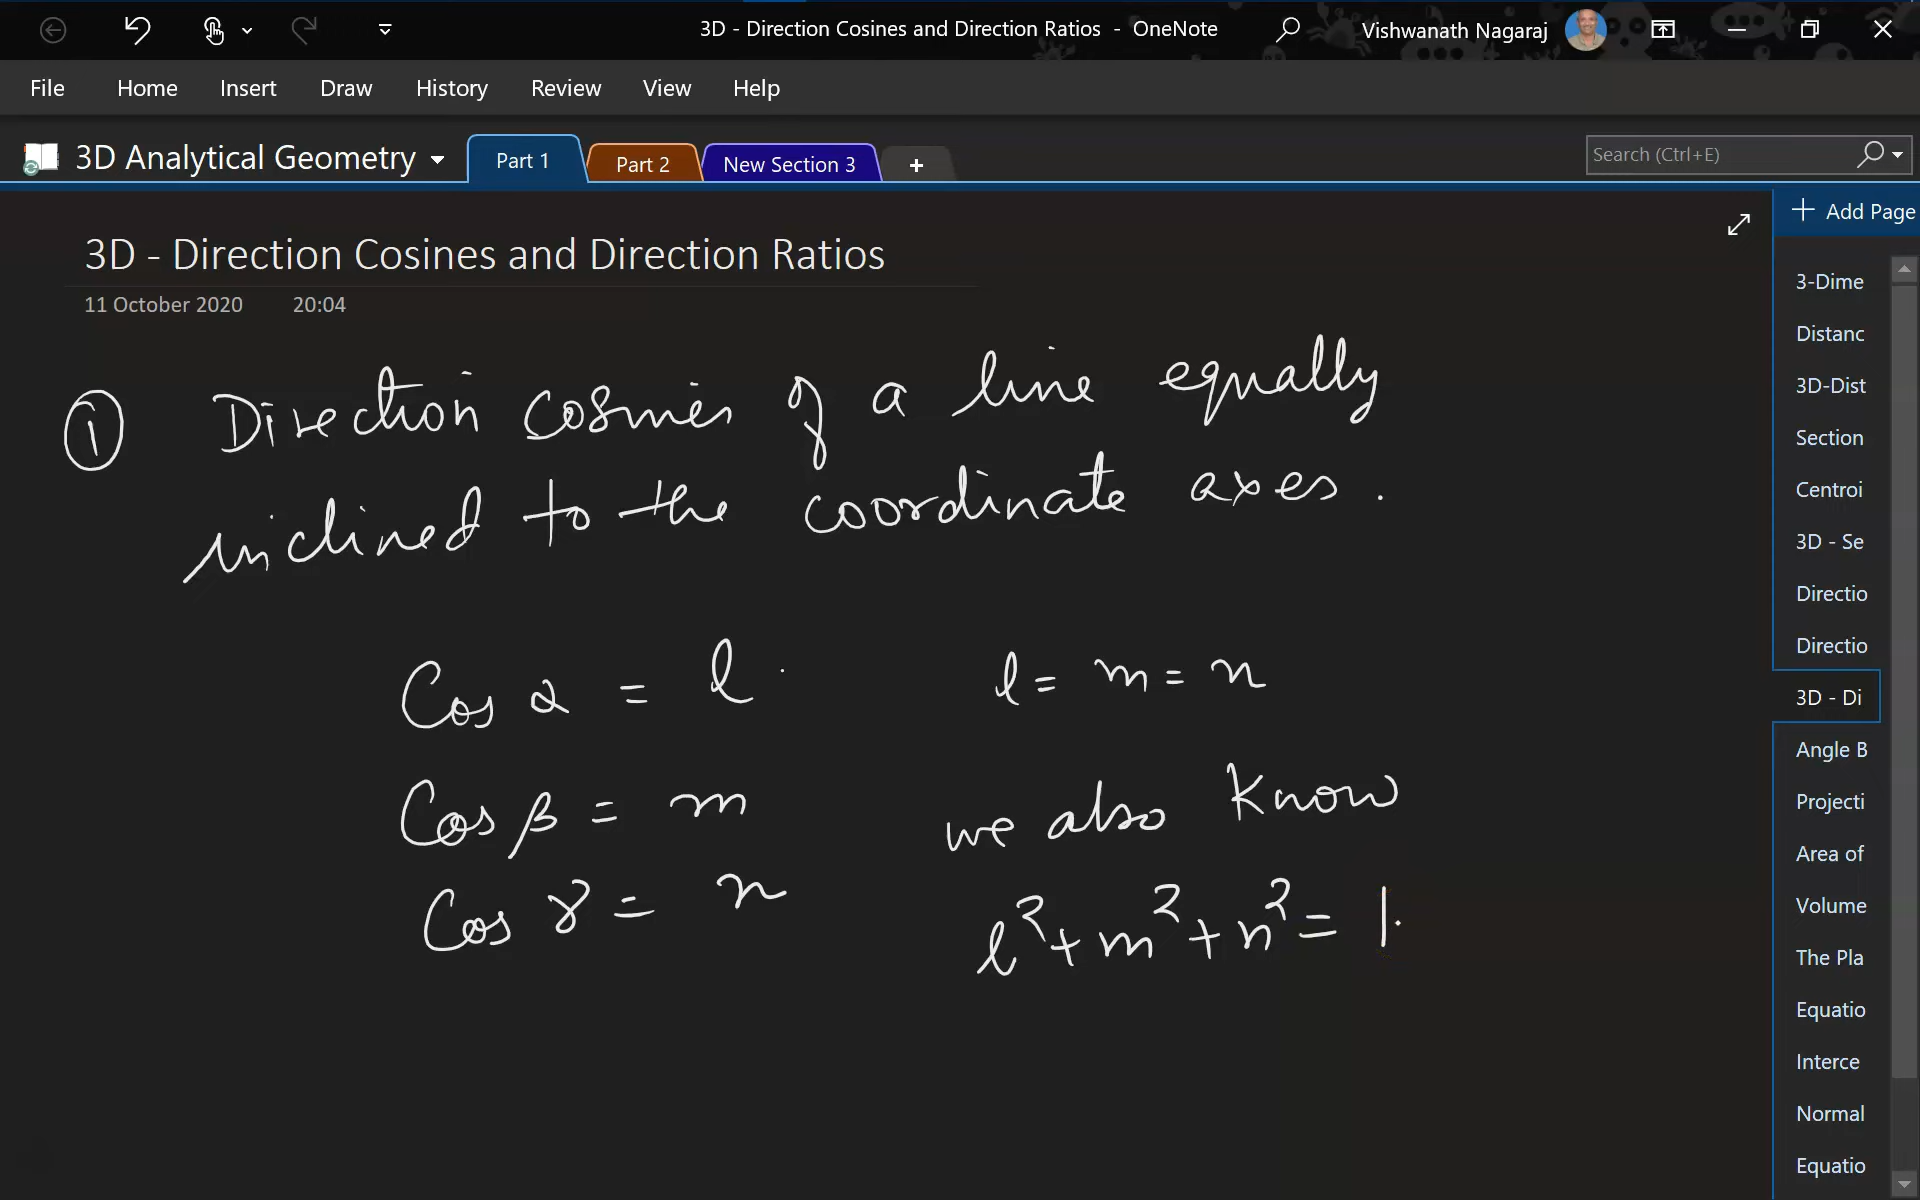 3D - Direction Cosines and Direction Ratios - OneNote
Vishwanath Nagaraj
File Home Insert Draw History Review View Help
3D Analytical Geometry
Part 1
Part 2
New Section 3
+
Search (Ctrl+E)
+ Add Page
3D - Direction Cosines and Direction Ratios
11 October 2020 20:04
① Direction cosines of a line equally
inclined to the coordinate axes.
Cos α = l
l = m = n
Cos β = m
we also know
Cos γ = n
l² + m² + n² = 1.
3-Dime
Distanc
3D-Dist
Section
Centroi
3D - Se
Directio
Directio
3D - Di
Angle B
Projecti
Area of
Volume
The Pla
Equatio
Interce
Normal
Equatio